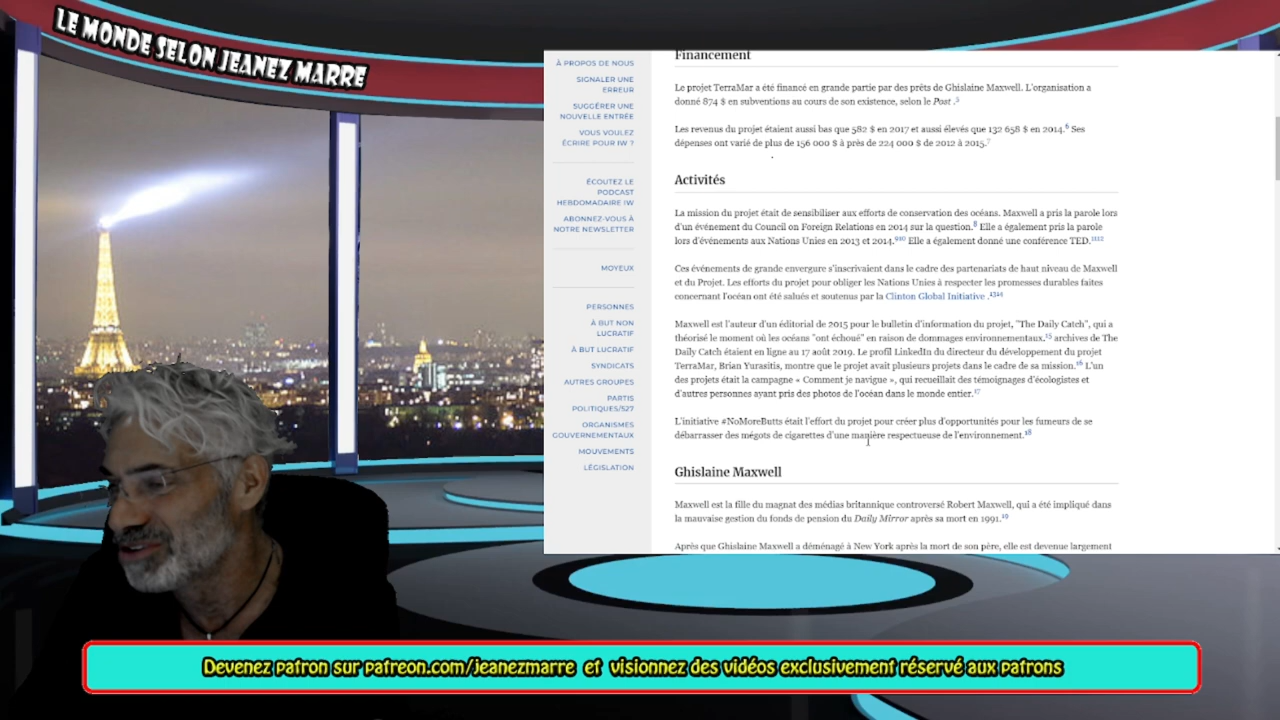 LE MONDE SELON JEANEZ MARRE
À PROPOS DE NOUS
SIGNALER UNE
ERREUR
SUGGÉRER UNE
NOUVELLE ENTRÉE
VOUS VOULEZ
ÉCRIRE POUR IW ?
ÉCOUTEZ LE
PODCAST
HEBDOMADAIRE IW
ABONNEZ-VOUS À
NOTRE NEWSLETTER
MOYEUX
PERSONNES
À BUT NON
LUCRATIF
À BUT LUCRATIF
SYNDICATS
AUTRES GROUPES
PARTIS
POLITIQUES/527
ORGANISMES
GOUVERNEMENTAUX
MOUVEMENTS
LÉGISLATION
Financement
Le projet TerraMar a été financé en grande partie par des prêts de Ghislaine Maxwell. L'organisation a
donné 874 $ en subventions au cours de son existence, selon le Post .5
Les revenus du projet étaient aussi bas que 582 $ en 2017 et aussi élevés que 132 658 $ en 2014.6 Ses
dépenses ont varié de plus de 156 000 $ à près de 224 000 $ de 2012 à 2015.7
Activités
La mission du projet était de sensibiliser aux efforts de conservation des océans. Maxwell a pris la parole lors
d'un événement du Council on Foreign Relations en 2014 sur la question.8 Elle a également pris la parole
lors d'événements aux Nations Unies en 2013 et 2014.910 Elle a également donné une conférence TED.1112
Ces événements de grande envergure s'inscrivaient dans le cadre des partenariats de haut niveau de Maxwell
et du Projet. Les efforts du projet pour obliger les Nations Unies à respecter les promesses durables faites
concernant l'océan ont été salués et soutenus par la Clinton Global Initiative .1314
Maxwell est l'auteur d'un éditorial de 2015 pour le bulletin d'information du projet, "The Daily Catch", qui a
théorisé le moment où les océans "ont échoué" en raison de dommages environnementaux.15 archives de The
Daily Catch étaient en ligne au 17 août 2019. Le profil LinkedIn du directeur du développement du projet
TerraMar, Brian Yurasitis, montre que le projet avait plusieurs projets dans le cadre de sa mission.16 L'un
des projets était la campagne « Comment je navigue », qui recueillait des témoignages d'écologistes et
d'autres personnes ayant pris des photos de l'océan dans le monde entier.17
L'initiative #NoMoreButts était l'effort du projet pour créer plus d'opportunités pour les fumeurs de se
débarrasser des mégots de cigarettes d'une manière respectueuse de l'environnement.18
Ghislaine Maxwell
Maxwell est la fille du magnat des médias britannique controversé Robert Maxwell, qui a été impliqué dans
la mauvaise gestion du fonds de pension du Daily Mirror après sa mort en 1991.19
Après que Ghislaine Maxwell a déménagé à New York après la mort de son père, elle est devenue largement
Devenez patron sur patreon.com/jeanezmarre et visionnez des vidéos exclusivement réservé aux patrons